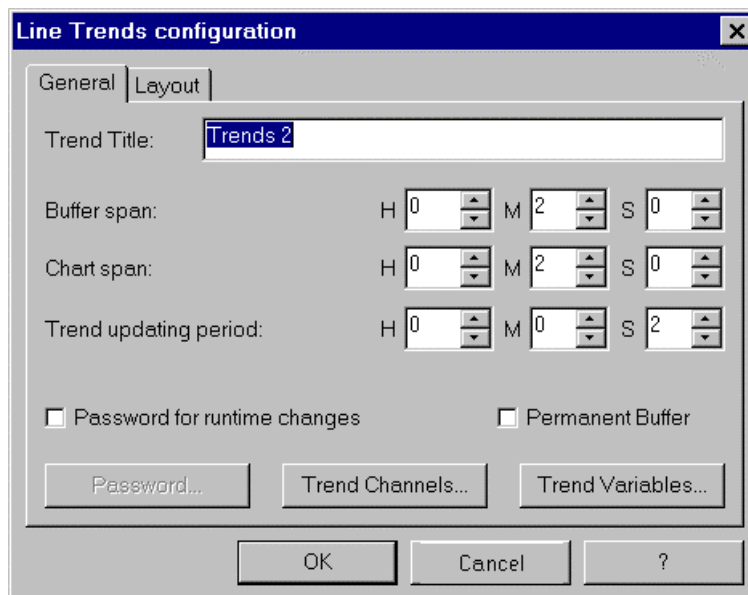 Line Trends configuration
General Layout
Trend Title: Trends 2
Buffer span: H 0 M 2 S 0
Chart span: H 0 M 2 S 0
Trend updating period: H 0 M 0 S 2
Password for runtime changes Permanent Buffer
Password... Trend Channels... Trend Variables...
OK Cancel ?